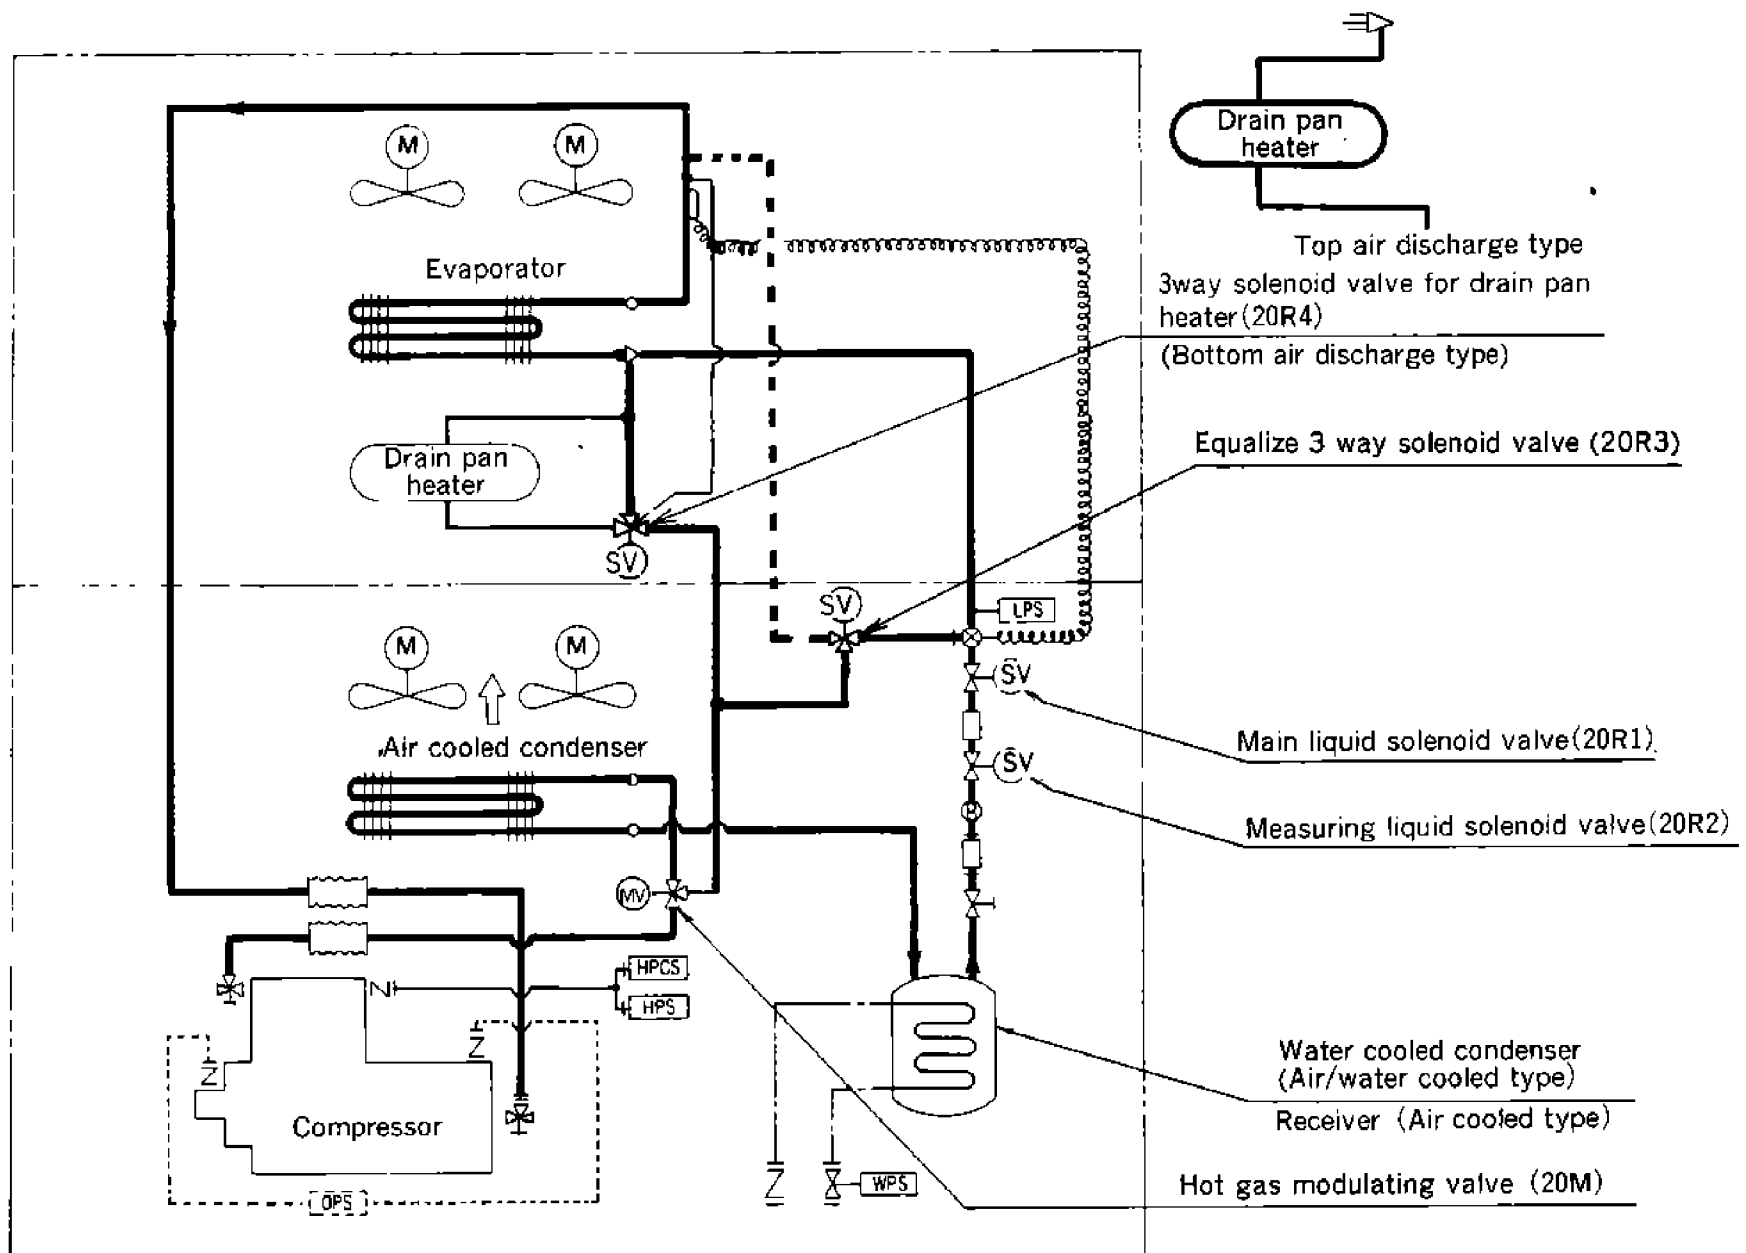 Drain pan
heater
Top air discharge type
M
M
Evaporator
3way solenoid valve for drain pan
heater(20R4)
(Bottom air discharge type)
Equalize 3 way solenoid valve (20R3)
Drain pan
heater
SV
SV
LPS
M
M
SV
Main liquid solenoid valve(20R1)
Air cooled condenser
SV
Measuring liquid solenoid valve(20R2)
MV
HPCS
HPS
Water cooled condenser
(Air/water cooled type)
Receiver (Air cooled type)
Compressor
WPS
OPS
Hot gas modulating valve (20M)